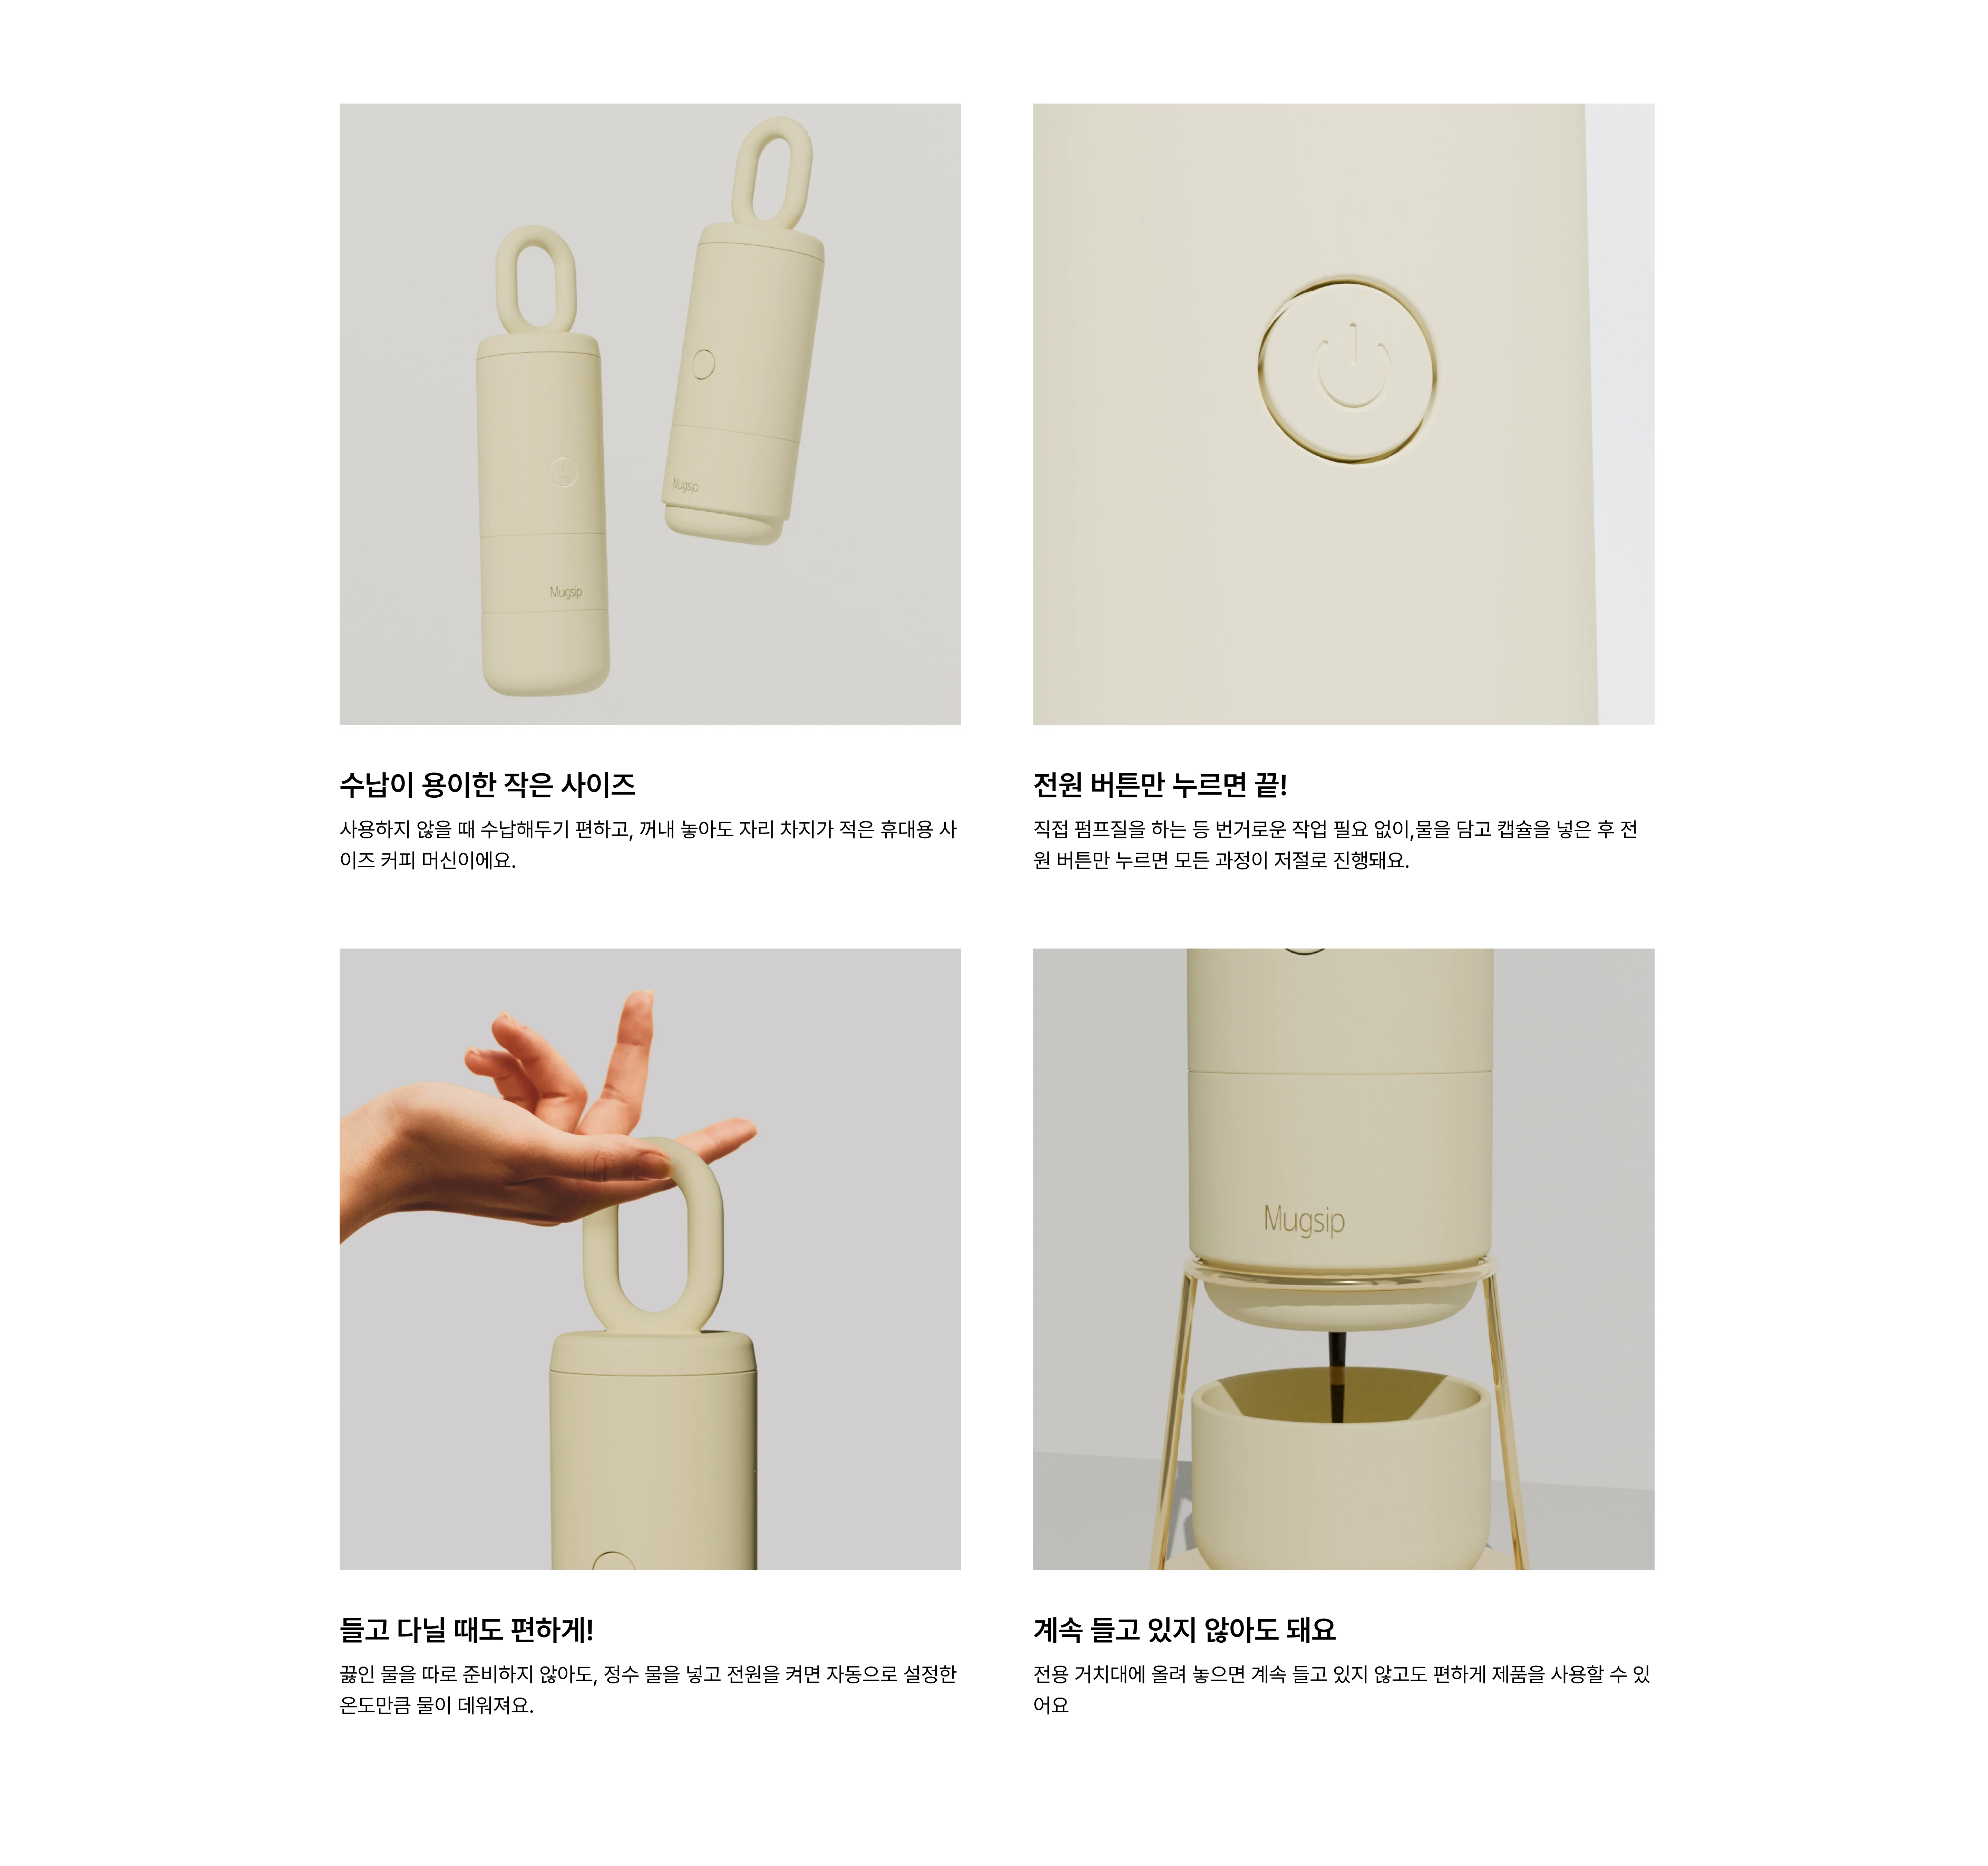 Mugsip
Mugsip
수납이 용이한 작은 사이즈
사용하지 않을 때 수납해두기 편하고, 꺼내 놓아도 자리 차지가 적은 휴대용 사
이즈 커피 머신이에요.
전원 버튼만 누르면 끝!
직접 펌프질을 하는 등 번거로운 작업 필요 없이,물을 담고 캡슐을 넣은 후 전
원 버튼만 누르면 모든 과정이 저절로 진행돼요.
들고 다닐 때도 편하게!
끓인 물을 따로 준비하지 않아도, 정수 물을 넣고 전원을 켜면 자동으로 설정한
온도만큼 물이 데워져요.
Mugsip
계속 들고 있지 않아도 돼요
전용 거치대에 올려 놓으면 계속 들고 있지 않고도 편하게 제품을 사용할 수 있
어요